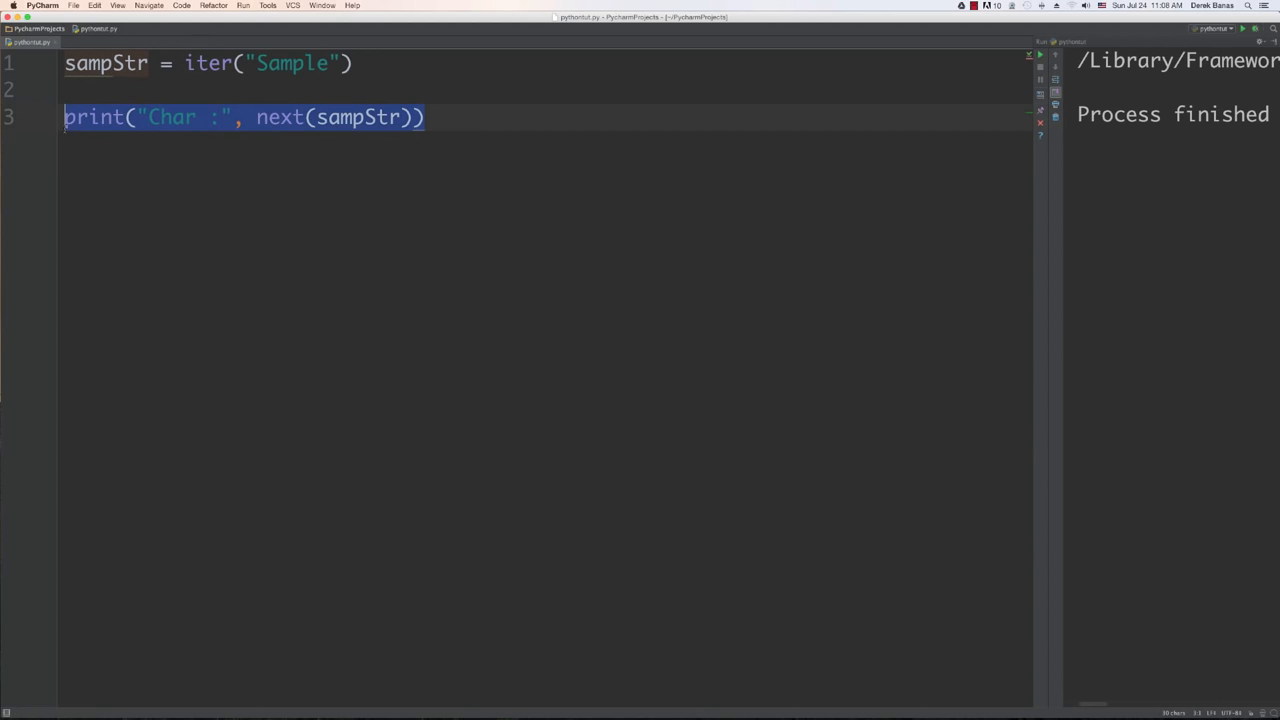 PyCharm File Edit View Navigate Code Refactor Run Tools VCS Window Help
10 Sun Jul 24 11:08 AM Derek Banas
pythontut.py - PycharmProjects - [~/PycharmProjects]
PycharmProjects pythontut.py
pythontut
pythontut.py
Run pythontut
1 sampStr = iter("Sample")
2
3 print("Char :", next(sampStr))
/Library/Framewor
Process finished
30 chars 3:1 LF÷ UTF-8÷